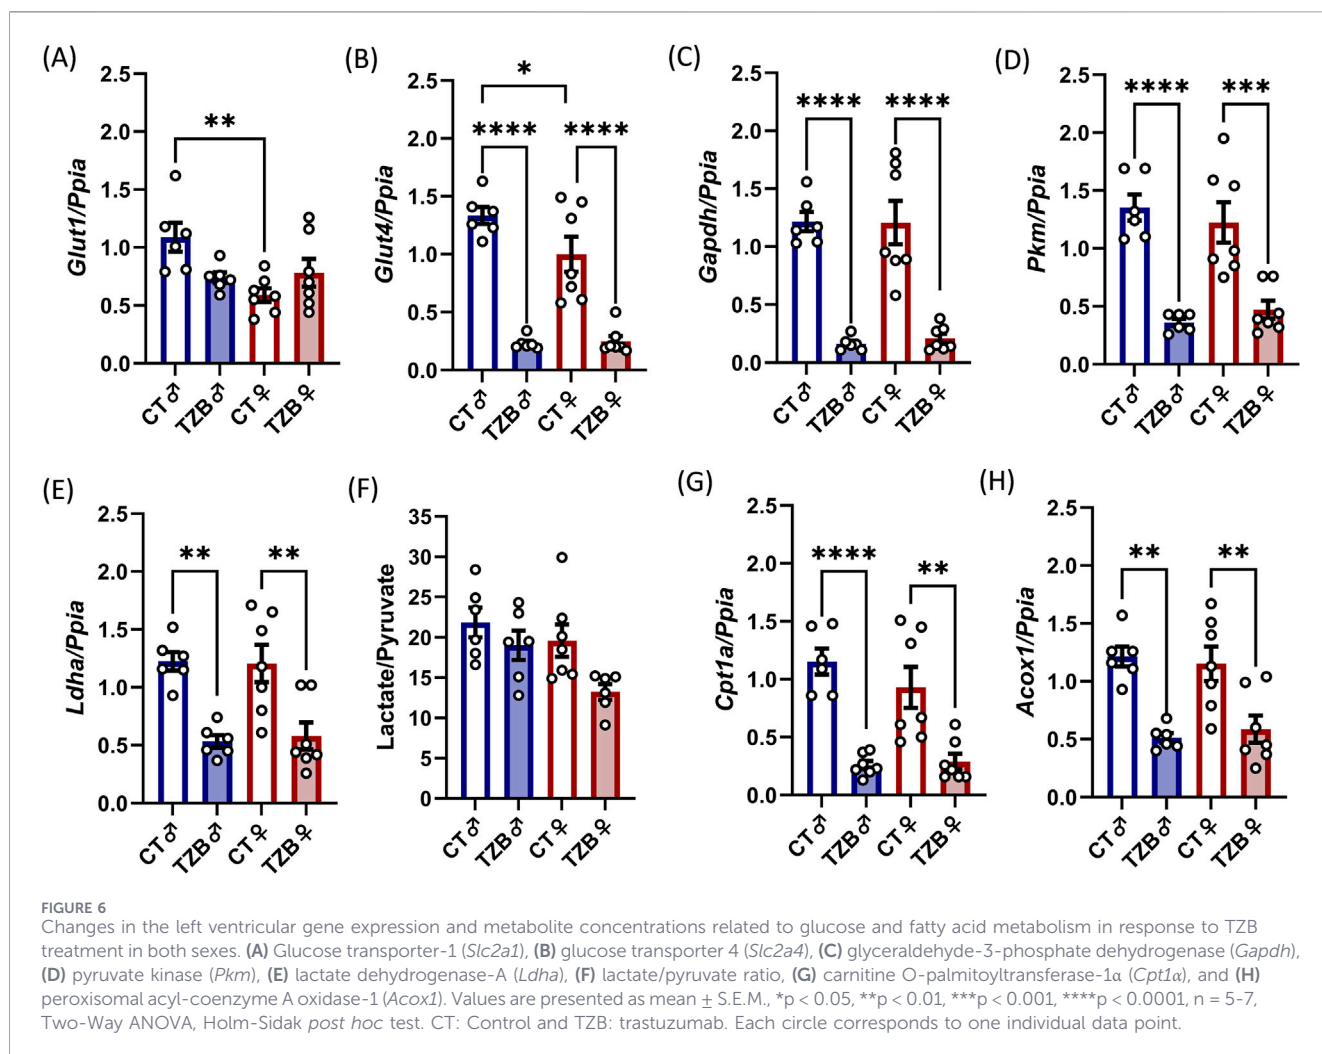 (A)
Glut1/Ppia
2.5
2.0
1.5
1.0
0.5
0.0
**
CT♂
TZB♂
CT♀
TZB♀
(B)
Glut4/Ppia
2.5
2.0
1.5
1.0
0.5
0.0
*
**** ****
CT♂
TZB♂
CT♀
TZB♀
(C)
Gapdh/Ppia
2.5
2.0
1.5
1.0
0.5
0.0
**** ****
CT♂
TZB♂
CT♀
TZB♀
(D)
Pkm/Ppia
2.5
2.0
1.5
1.0
0.5
0.0
**** ***
CT♂
TZB♂
CT♀
TZB♀
(E)
Ldha/Ppia
2.5
2.0
1.5
1.0
0.5
0.0
** **
CT♂
TZB♂
CT♀
TZB♀
(F)
Lactate/Pyruvate
35
30
25
20
15
10
5
0
CT♂
TZB♂
CT♀
TZB♀
(G)
Cpt1a/Ppia
2.5
2.0
1.5
1.0
0.5
0.0
**** **
CT♂
TZB♂
CT♀
TZB♀
(H)
Acox1/Ppia
2.5
2.0
1.5
1.0
0.5
0.0
** **
CT♂
TZB♂
CT♀
TZB♀
FIGURE 6
Changes in the left ventricular gene expression and metabolite concentrations related to glucose and fatty acid metabolism in response to TZB
treatment in both sexes. (A) Glucose transporter-1 (Slc2a1), (B) glucose transporter 4 (Slc2a4), (C) glyceraldehyde-3-phosphate dehydrogenase (Gapdh),
(D) pyruvate kinase (Pkm), (E) lactate dehydrogenase-A (Ldha), (F) lactate/pyruvate ratio, (G) carnitine O-palmitoyltransferase-1α (Cpt1α), and (H)
peroxisomal acyl-coenzyme A oxidase-1 (Acox1). Values are presented as mean ± S.E.M., *p < 0.05, **p < 0.01, ***p < 0.001, ****p < 0.0001, n = 5-7,
Two-Way ANOVA, Holm-Sidak post hoc test. CT: Control and TZB: trastuzumab. Each circle corresponds to one individual data point.